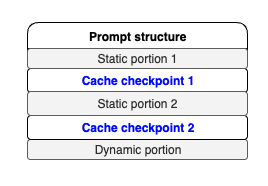 Prompt structure
Static portion 1
Cache checkpoint 1
Static portion 2
Cache checkpoint 2
Dynamic portion